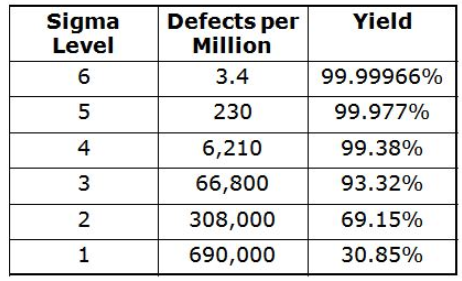 Sigma Level Defects per Million Yield
6 3.4 99.99966%
5 230 99.977%
4 6,210 99.38%
3 66,800 93.32%
2 308,000 69.15%
1 690,000 30.85%